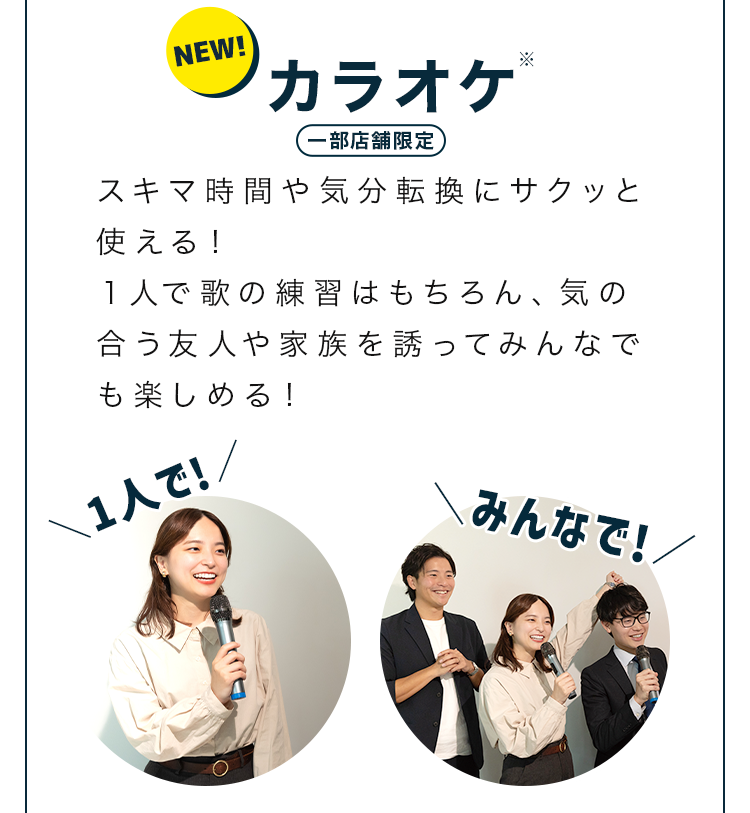 NEW!
カラオケ※
一部店舗限定
スキマ時間や気分転換にサクッと
使える！
１人で歌の練習はもちろん、気の
合う友人や家族を誘ってみんなで
も楽しめる！
1人で!
みんなで!